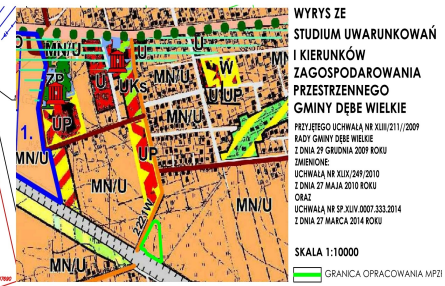 WYRYS ZE
STUDIUM UWARUNKOWAŃ
I KIERUNKÓW
ZAGOSPODAROWANIA
PRZESTRZENNEGO
GMINY DĘBE WIELKIE
PRZYJĘTEGO UCHWAŁĄ NR XLIII/211//2009
RADY GMINY DĘBE WIELKIE
Z DNIA 29 GRUDNIA 2009 ROKU
ZMIENIONE:
UCHWAŁĄ NR XLIX/249/2010
Z DNIA 27 MAJA 2010 ROKU
ORAZ
UCHWAŁĄ NR SP.XLIV.0007.333.2014
Z DNIA 27 MARCA 2014 ROKU
SKALA 1:10000
GRANICA OPRACOWANIA MPZP
MN/U
U
ZP
U
UKs
MN/U
W
U UP
1.
UP
MN/U
UP
MN/U
MN/U
MN/U
2221W
MN/U